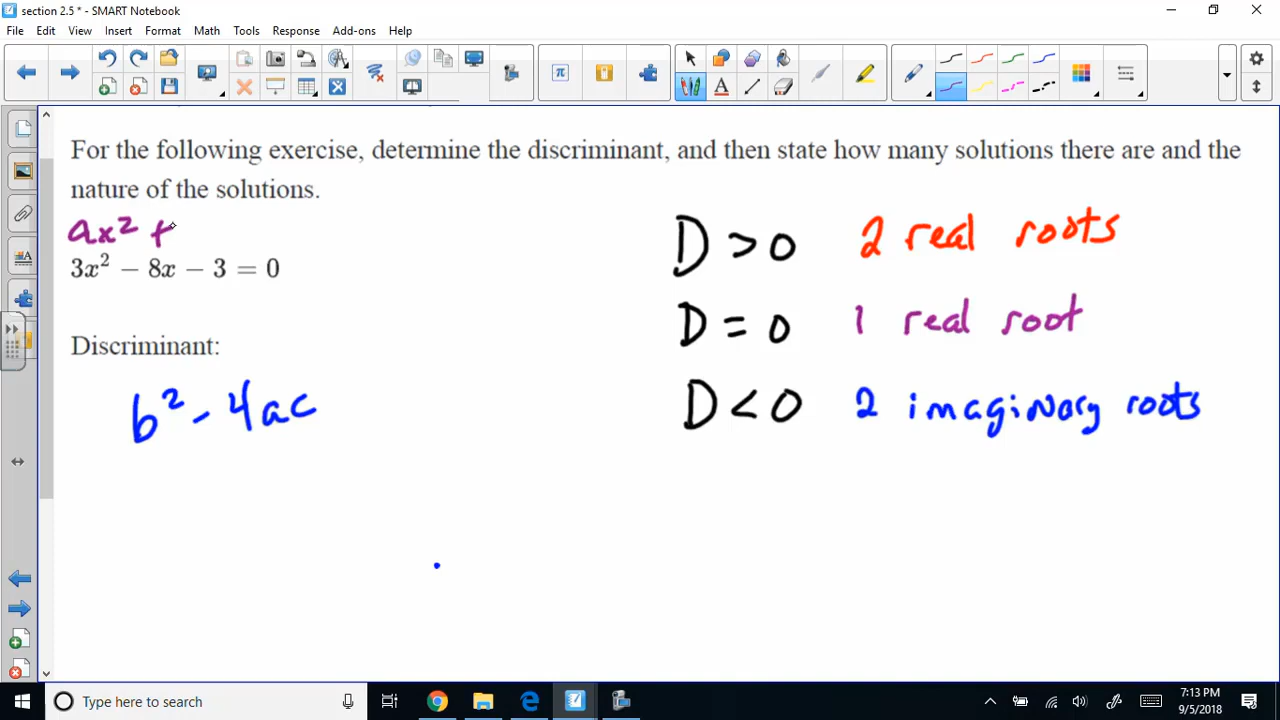 section 2.5 * - SMART Notebook
File Edit View Insert Format Math Tools Response Add-ons Help
For the following exercise, determine the discriminant, and then state how many solutions there are and the
nature of the solutions.
ax² +
3x² − 8x − 3 = 0
D > 0 2 real roots
D = 0 1 real root
Discriminant:
b² - 4ac
D < 0 2 imaginary roots
Type here to search
7:13 PM
9/5/2018